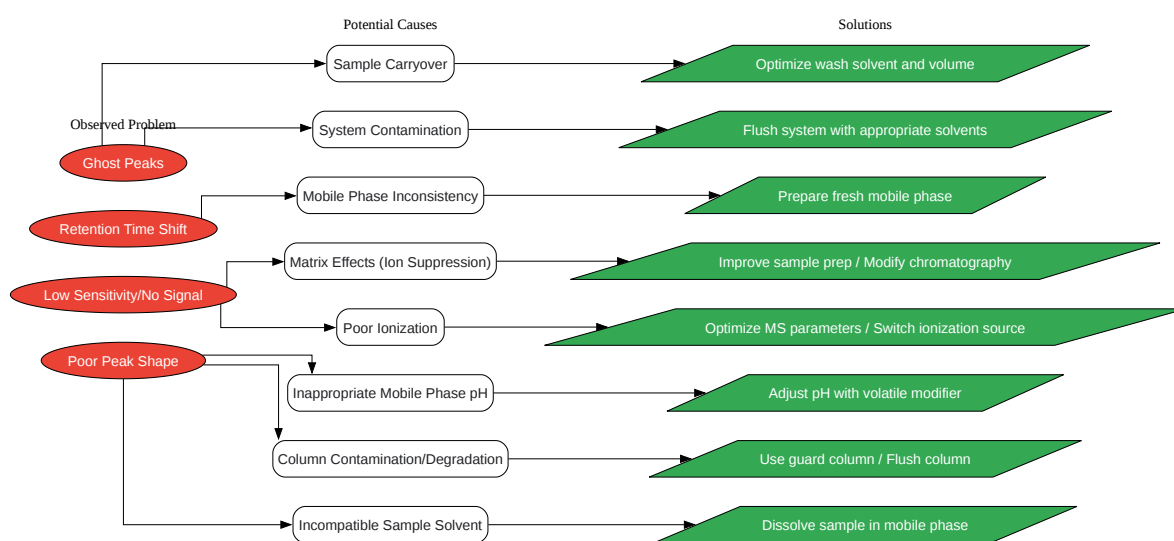 Potential Causes
Solutions
Sample Carryover
Optimize wash solvent and volume
Observed Problem
System Contamination
Flush system with appropriate solvents
Ghost Peaks
Mobile Phase Inconsistency
Prepare fresh mobile phase
Retention Time Shift
Matrix Effects (Ion Suppression)
Improve sample prep / Modify chromatography
Low Sensitivity/No Signal
Poor Ionization
Optimize MS parameters / Switch ionization source
Poor Peak Shape
Inappropriate Mobile Phase pH
Adjust pH with volatile modifier
Column Contamination/Degradation
Use guard column / Flush column
Incompatible Sample Solvent
Dissolve sample in mobile phase